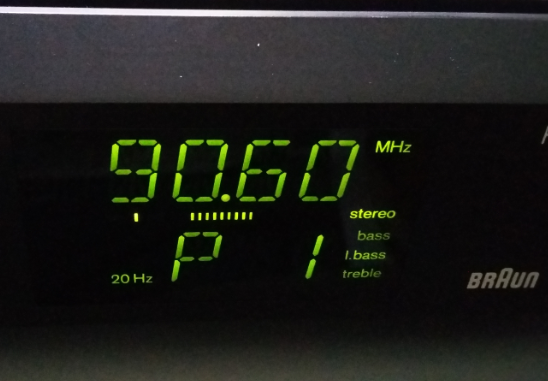 90.60 MHz
stereo
bass
20 Hz P 1 l.bass
treble
BRAUN